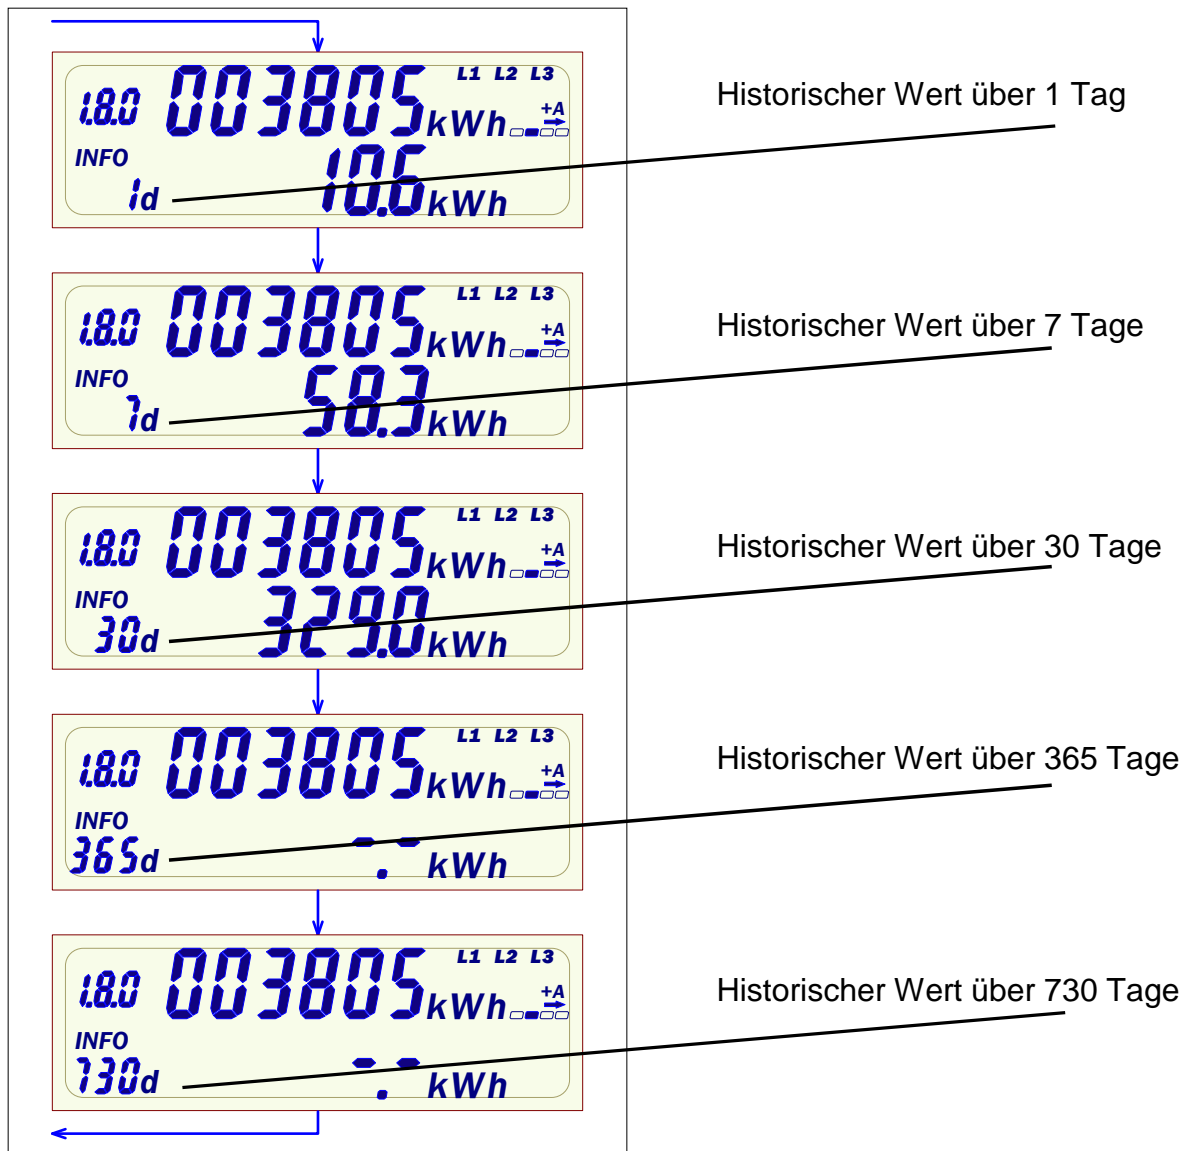 L1 L2 L3
1.8.0 003805 kWh +A
INFO
1d 10.6 kWh
Historischer Wert über 1 Tag
L1 L2 L3
1.8.0 003805 kWh +A
INFO
7d 58.3 kWh
Historischer Wert über 7 Tage
L1 L2 L3
1.8.0 003805 kWh +A
INFO
30d 329.0 kWh
Historischer Wert über 30 Tage
L1 L2 L3
1.8.0 003805 kWh +A
INFO
365d -.- kWh
Historischer Wert über 365 Tage
L1 L2 L3
1.8.0 003805 kWh +A
INFO
730d -.- kWh
Historischer Wert über 730 Tage